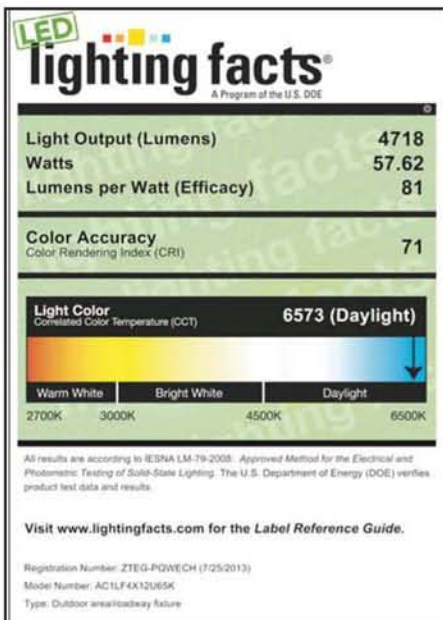 LED
lighting facts®
A Program of the U.S. DOE
Light Output (Lumens) 4718
Watts 57.62
Lumens per Watt (Efficacy) 81
Color Accuracy 71
Color Rendering Index (CRI)
Light Color 6573 (Daylight)
Correlated Color Temperature (CCT)
Warm White Bright White Daylight
2700K 3000K 4500K 6500K
All results are according to IESNA LM-79-2008: Approved Method for the Electrical and
Photometric Testing of Solid-State Lighting. The U.S. Department of Energy (DOE) verifies
product test data and results.
Visit www.lightingfacts.com for the Label Reference Guide.
Registration Number: ZTEG-PQWECH (7/25/2013)
Model Number: AC1LF4X12U65K
Type: Outdoor area/roadway fixture